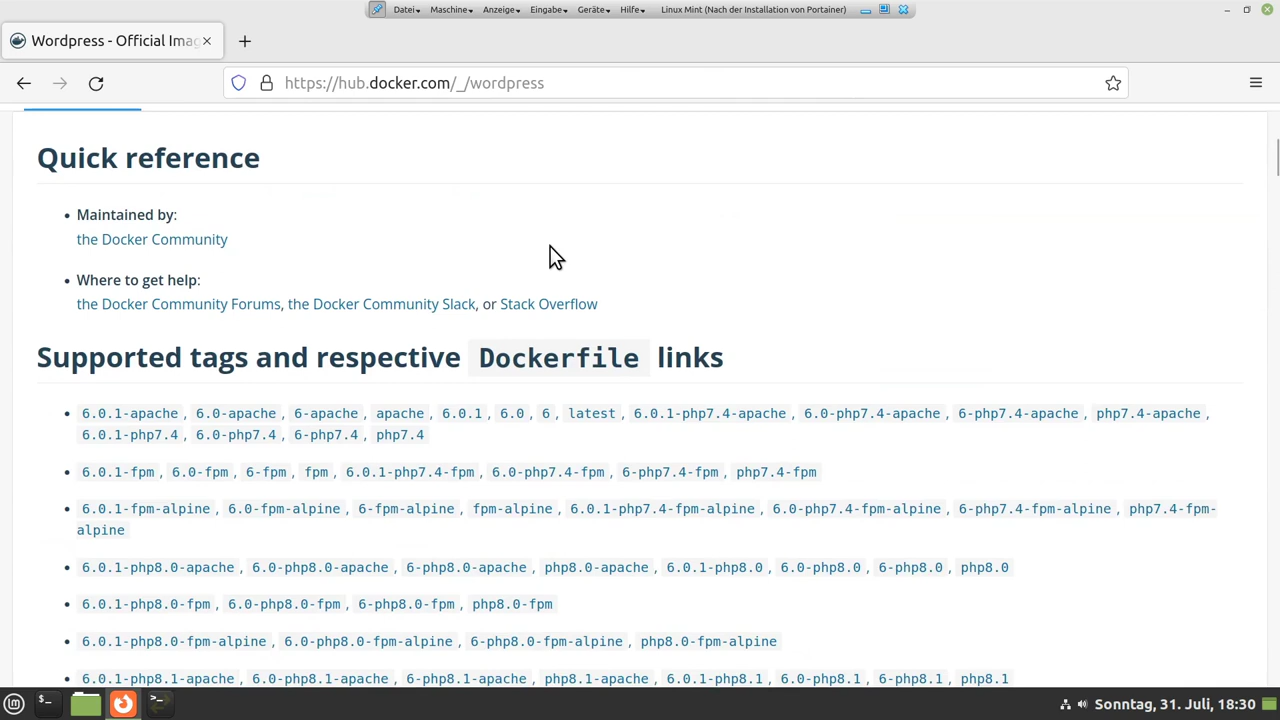 Datei Maschine Anzeige Eingabe Geräte Hilfe Linux Mint (Nach der Installation von Portainer)
Wordpress - Official Imag
https://hub.docker.com/_/wordpress
Quick reference
• Maintained by:
the Docker Community
• Where to get help:
the Docker Community Forums, the Docker Community Slack, or Stack Overflow
Supported tags and respective Dockerfile links
• 6.0.1-apache , 6.0-apache , 6-apache , apache , 6.0.1 , 6.0 , 6 , latest , 6.0.1-php7.4-apache , 6.0-php7.4-apache , 6-php7.4-apache , php7.4-apache ,
6.0.1-php7.4 , 6.0-php7.4 , 6-php7.4 , php7.4
• 6.0.1-fpm , 6.0-fpm , 6-fpm , fpm , 6.0.1-php7.4-fpm , 6.0-php7.4-fpm , 6-php7.4-fpm , php7.4-fpm
• 6.0.1-fpm-alpine , 6.0-fpm-alpine , 6-fpm-alpine , fpm-alpine , 6.0.1-php7.4-fpm-alpine , 6.0-php7.4-fpm-alpine , 6-php7.4-fpm-alpine , php7.4-fpm-
alpine
• 6.0.1-php8.0-apache , 6.0-php8.0-apache , 6-php8.0-apache , php8.0-apache , 6.0.1-php8.0 , 6.0-php8.0 , 6-php8.0 , php8.0
• 6.0.1-php8.0-fpm , 6.0-php8.0-fpm , 6-php8.0-fpm , php8.0-fpm
• 6.0.1-php8.0-fpm-alpine , 6.0-php8.0-fpm-alpine , 6-php8.0-fpm-alpine , php8.0-fpm-alpine
• 6.0.1-php8.1-apache , 6.0-php8.1-apache , 6-php8.1-apache , php8.1-apache , 6.0.1-php8.1 , 6.0-php8.1 , 6-php8.1 , php8.1
Sonntag, 31. Juli, 18:30